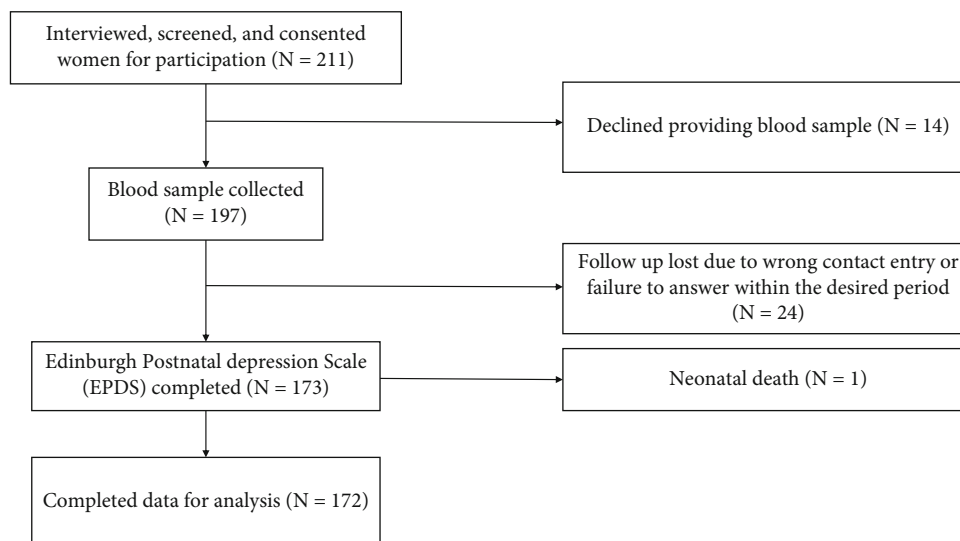 Interviewed, screened, and consented
women for participation (N = 211)
Declined providing blood sample (N = 14)
Blood sample collected
(N = 197)
Follow up lost due to wrong contact entry or
failure to answer within the desired period
(N = 24)
Edinburgh Postnatal depression Scale
(EPDS) completed (N = 173)
Neonatal death (N = 1)
Completed data for analysis (N = 172)